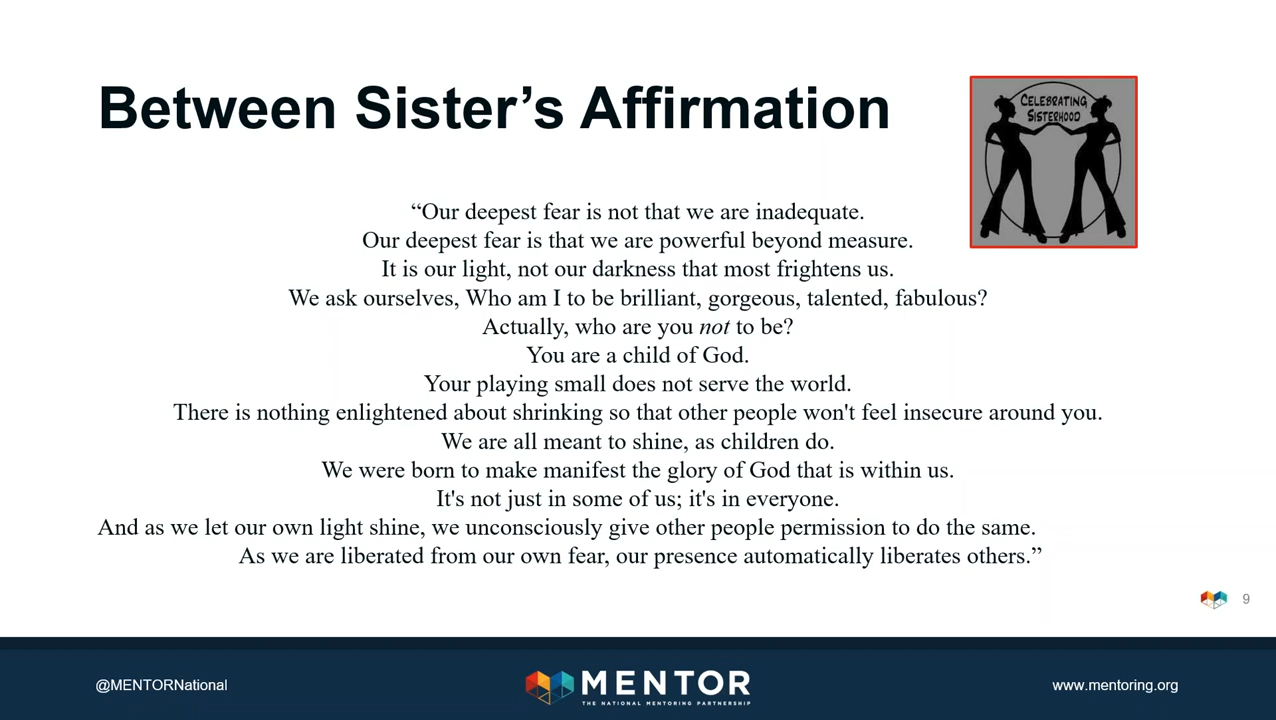 Between Sister’s Affirmation
CELEBRATING
SISTERHOOD
“Our deepest fear is not that we are inadequate.
Our deepest fear is that we are powerful beyond measure.
It is our light, not our darkness that most frightens us.
We ask ourselves, Who am I to be brilliant, gorgeous, talented, fabulous?
Actually, who are you not to be?
You are a child of God.
Your playing small does not serve the world.
There is nothing enlightened about shrinking so that other people won't feel insecure around you.
We are all meant to shine, as children do.
We were born to make manifest the glory of God that is within us.
It's not just in some of us; it's in everyone.
And as we let our own light shine, we unconsciously give other people permission to do the same.
As we are liberated from our own fear, our presence automatically liberates others.”
9
@MENTORNational
MENTOR
THE NATIONAL MENTORING PARTNERSHIP
www.mentoring.org